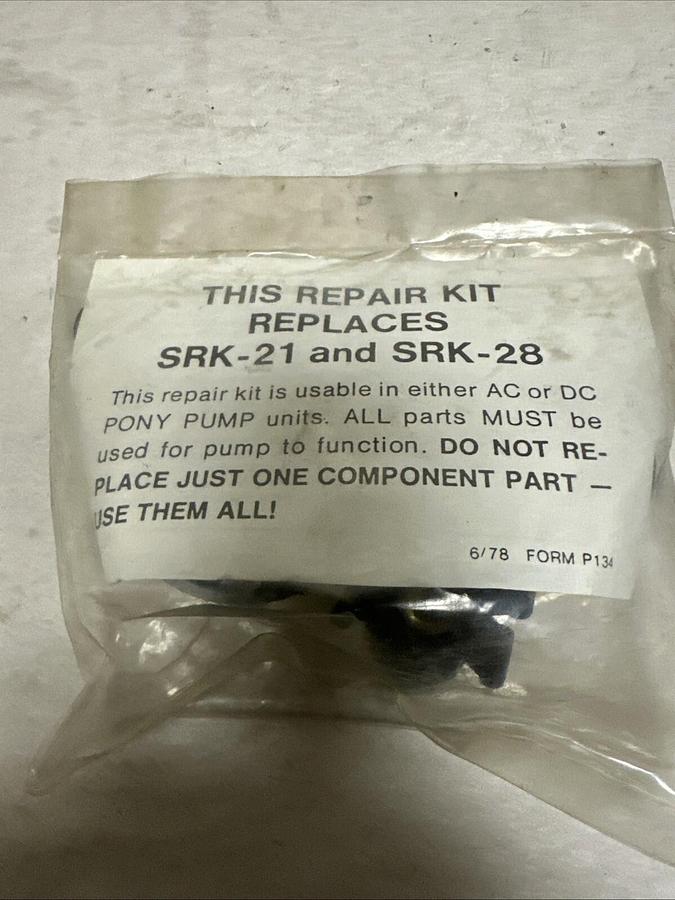 THIS REPAIR KIT
REPLACES
SRK-21 and SRK-28
This repair kit is usable in either AC or DC
PONY PUMP units. ALL parts MUST be
used for pump to function. DO NOT RE-
PLACE JUST ONE COMPONENT PART —
USE THEM ALL!
6/78 FORM P134